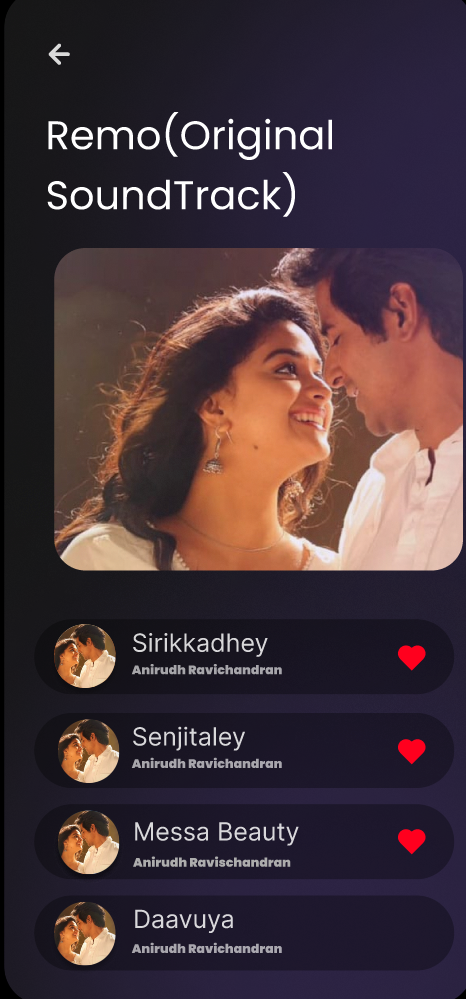 Remo(Original
SoundTrack)
Sirikkadhey
Anirudh Ravichandran
Senjitaley
Anirudh Ravichandran
Messa Beauty
Anirudh Ravischandran
Daavuya
Anirudh Ravichandran